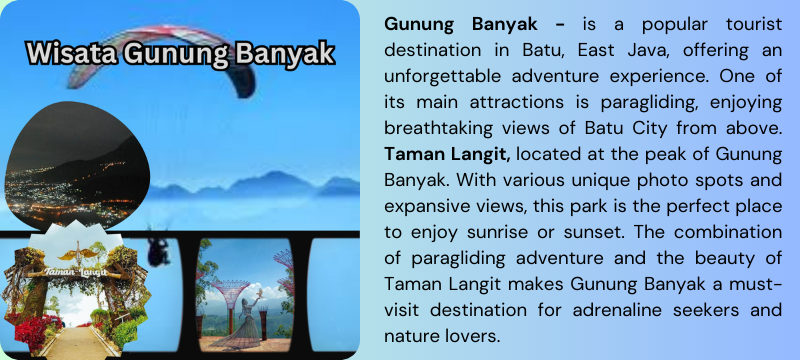 Wisata Gunung Banyak
Taman-Langit
Gunung Banyak - is a popular tourist
destination in Batu, East Java, offering an
unforgettable adventure experience. One of
its main attractions is paragliding, enjoying
breathtaking views of Batu City from above.
Taman Langit, located at the peak of Gunung
Banyak. With various unique photo spots and
expansive views, this park is the perfect place
to enjoy sunrise or sunset. The combination
of paragliding adventure and the beauty of
Taman Langit makes Gunung Banyak a must-
visit destination for adrenaline seekers and
nature lovers.